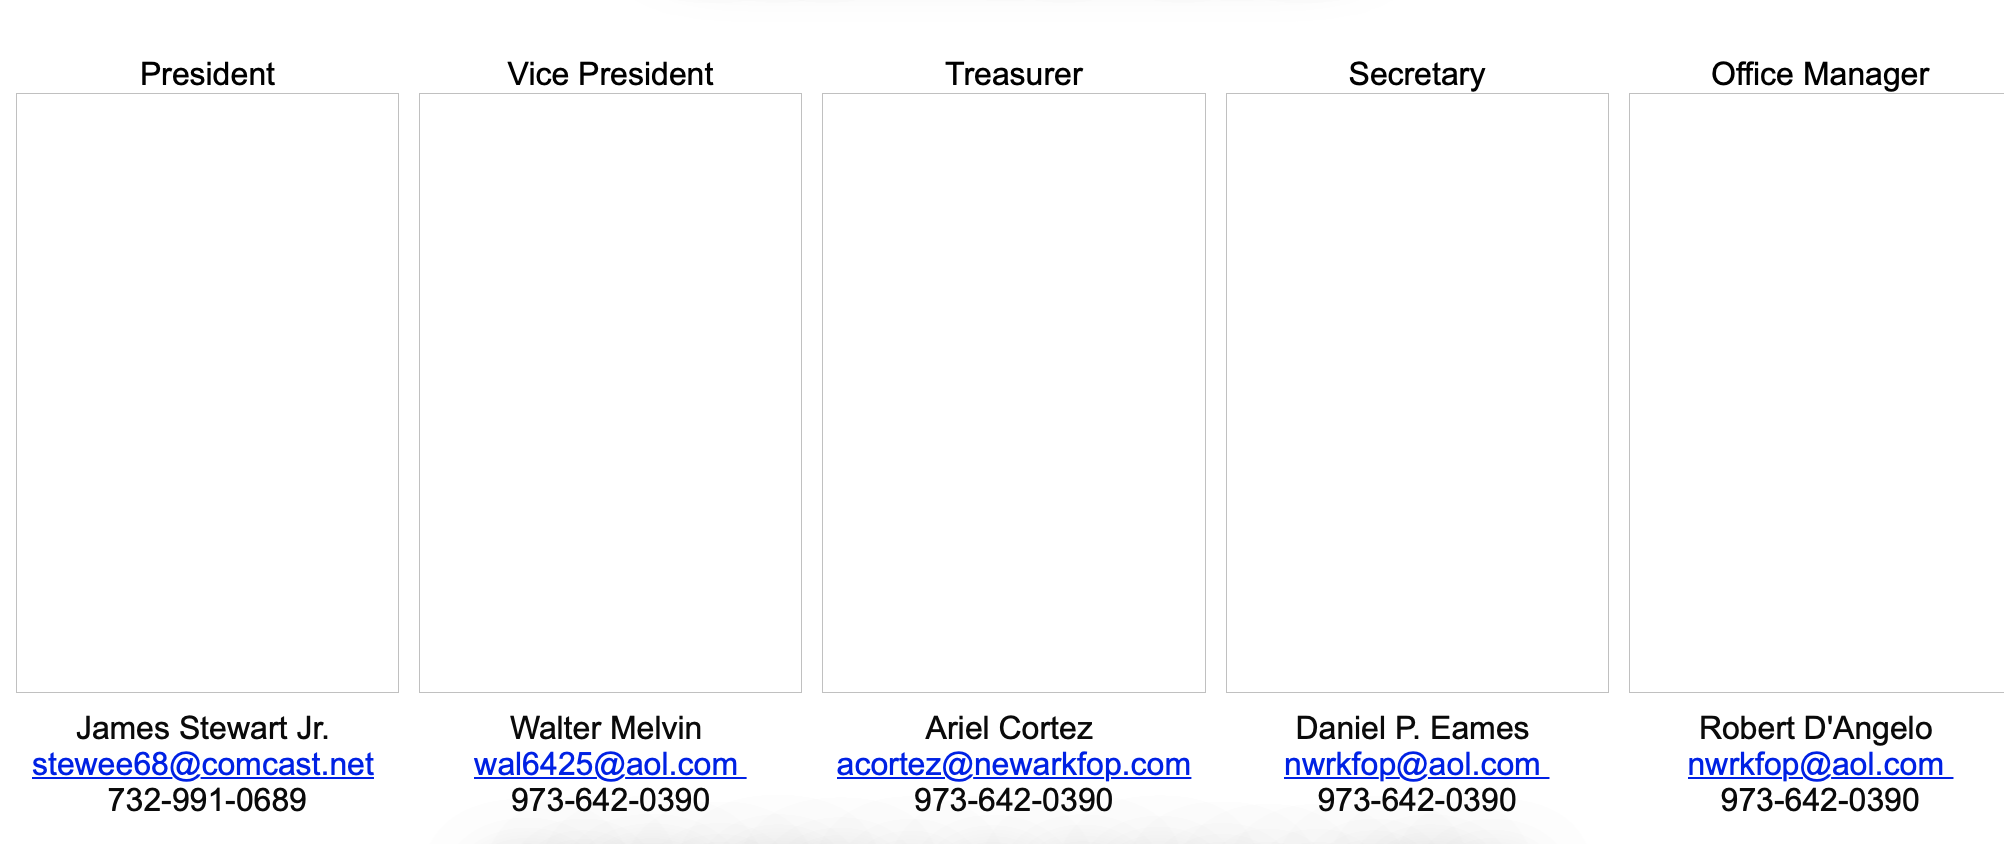 President
Vice President
Treasurer
Secretary
Office Manager
James Stewart Jr.
stewee68@comcast.net
732-991-0689
Walter Melvin
wal6425@aol.com
973-642-0390
Ariel Cortez
acortez@newarkfop.com
973-642-0390
Daniel P. Eames
nwrkfop@aol.com
973-642-0390
Robert D'Angelo
nwrkfop@aol.com
973-642-0390